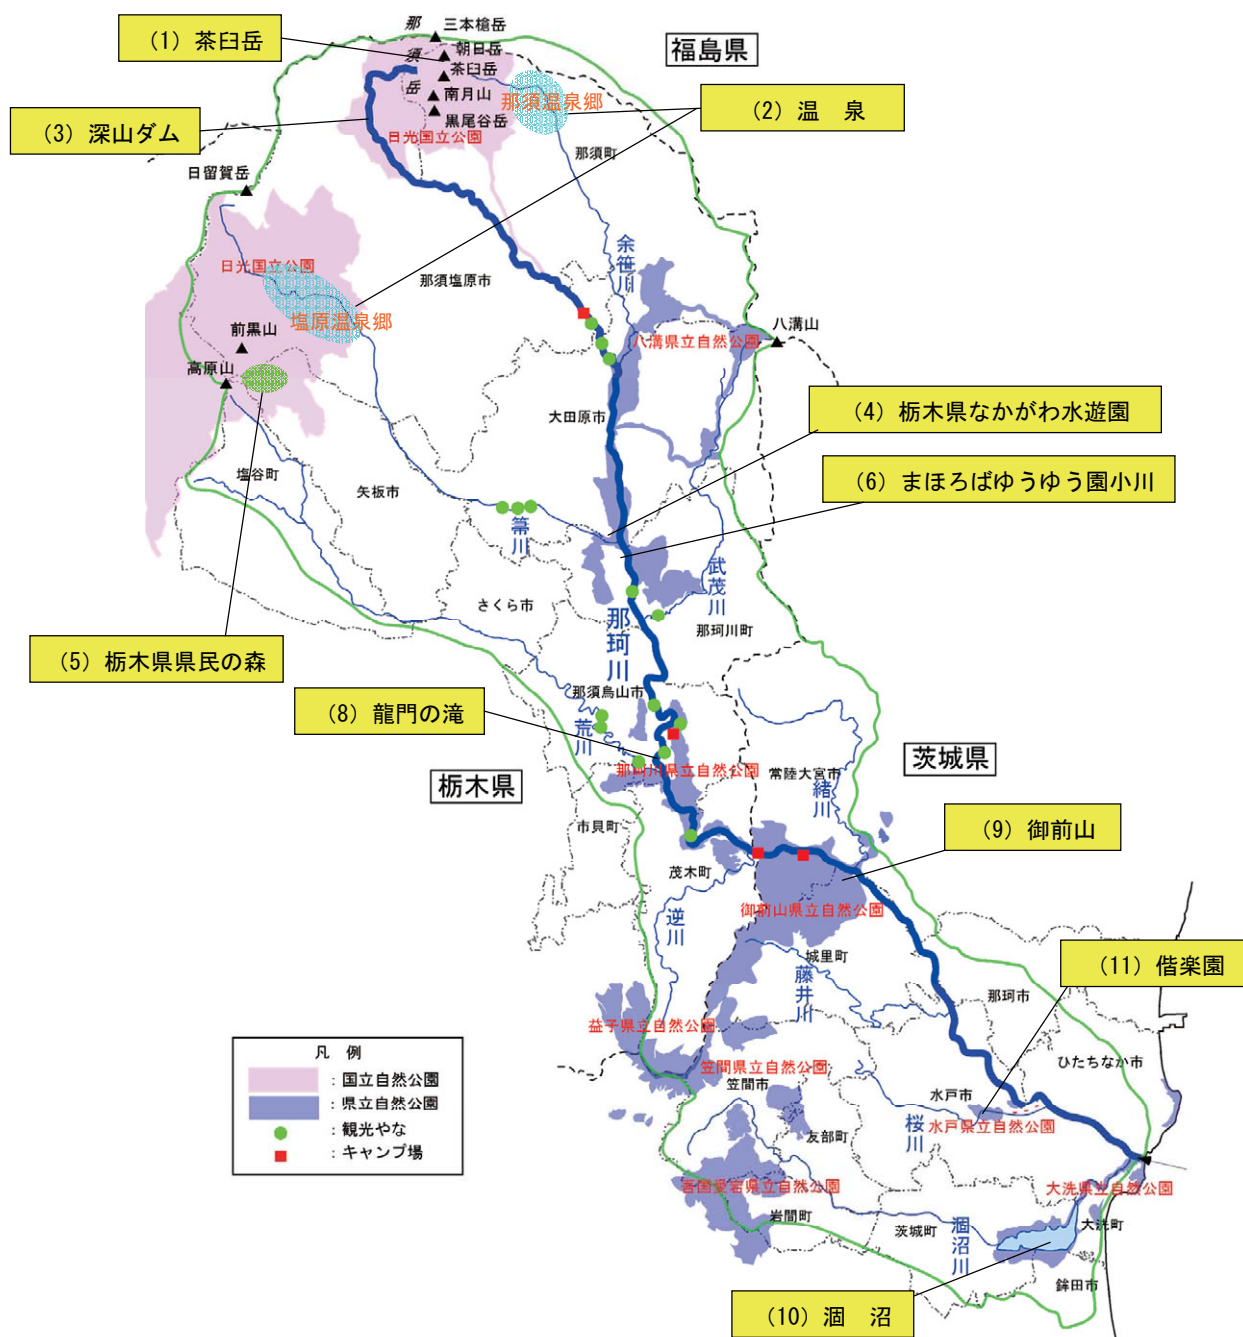 (1) 茶臼岳
那須岳
三本槍岳
朝日岳
茶臼岳
南月山
黒尾谷岳
福島県
那須温泉郷
(2) 温　泉
(3) 深山ダム
日光国立公園
那須町
日留賀岳
余笹川
日光国立公園
那須塩原市
塩原温泉郷
八溝山
八溝県立自然公園
前黒山
高原山
大田原市
(4) 栃木県なかがわ水遊園
(6) まほろばゆうゆう園小川
塩谷町
矢板市
箒川
武茂川
さくら市
那珂川
那珂川町
(5) 栃木県県民の森
那須烏山市
(8) 龍門の滝
荒川
茨城県
那珂川県立自然公園
常陸大宮市
栃木県
緒川
市貝町
(9) 御前山
茂木町
御前山県立自然公園
逆川
城里町
藤井川
(11) 偕楽園
那珂市
益子県立自然公園
ひたちなか市
笠間県立自然公園
笠間市
水戸市
友部町
桜川
水戸県立自然公園
凡　例
：国立自然公園
：県立自然公園
：観光やな
：キャンプ場
吾国愛宕県立自然公園
大洗県立自然公園
岩間町
茨城町
涸沼川
大洗町
鉾田市
(10) 涸　沼